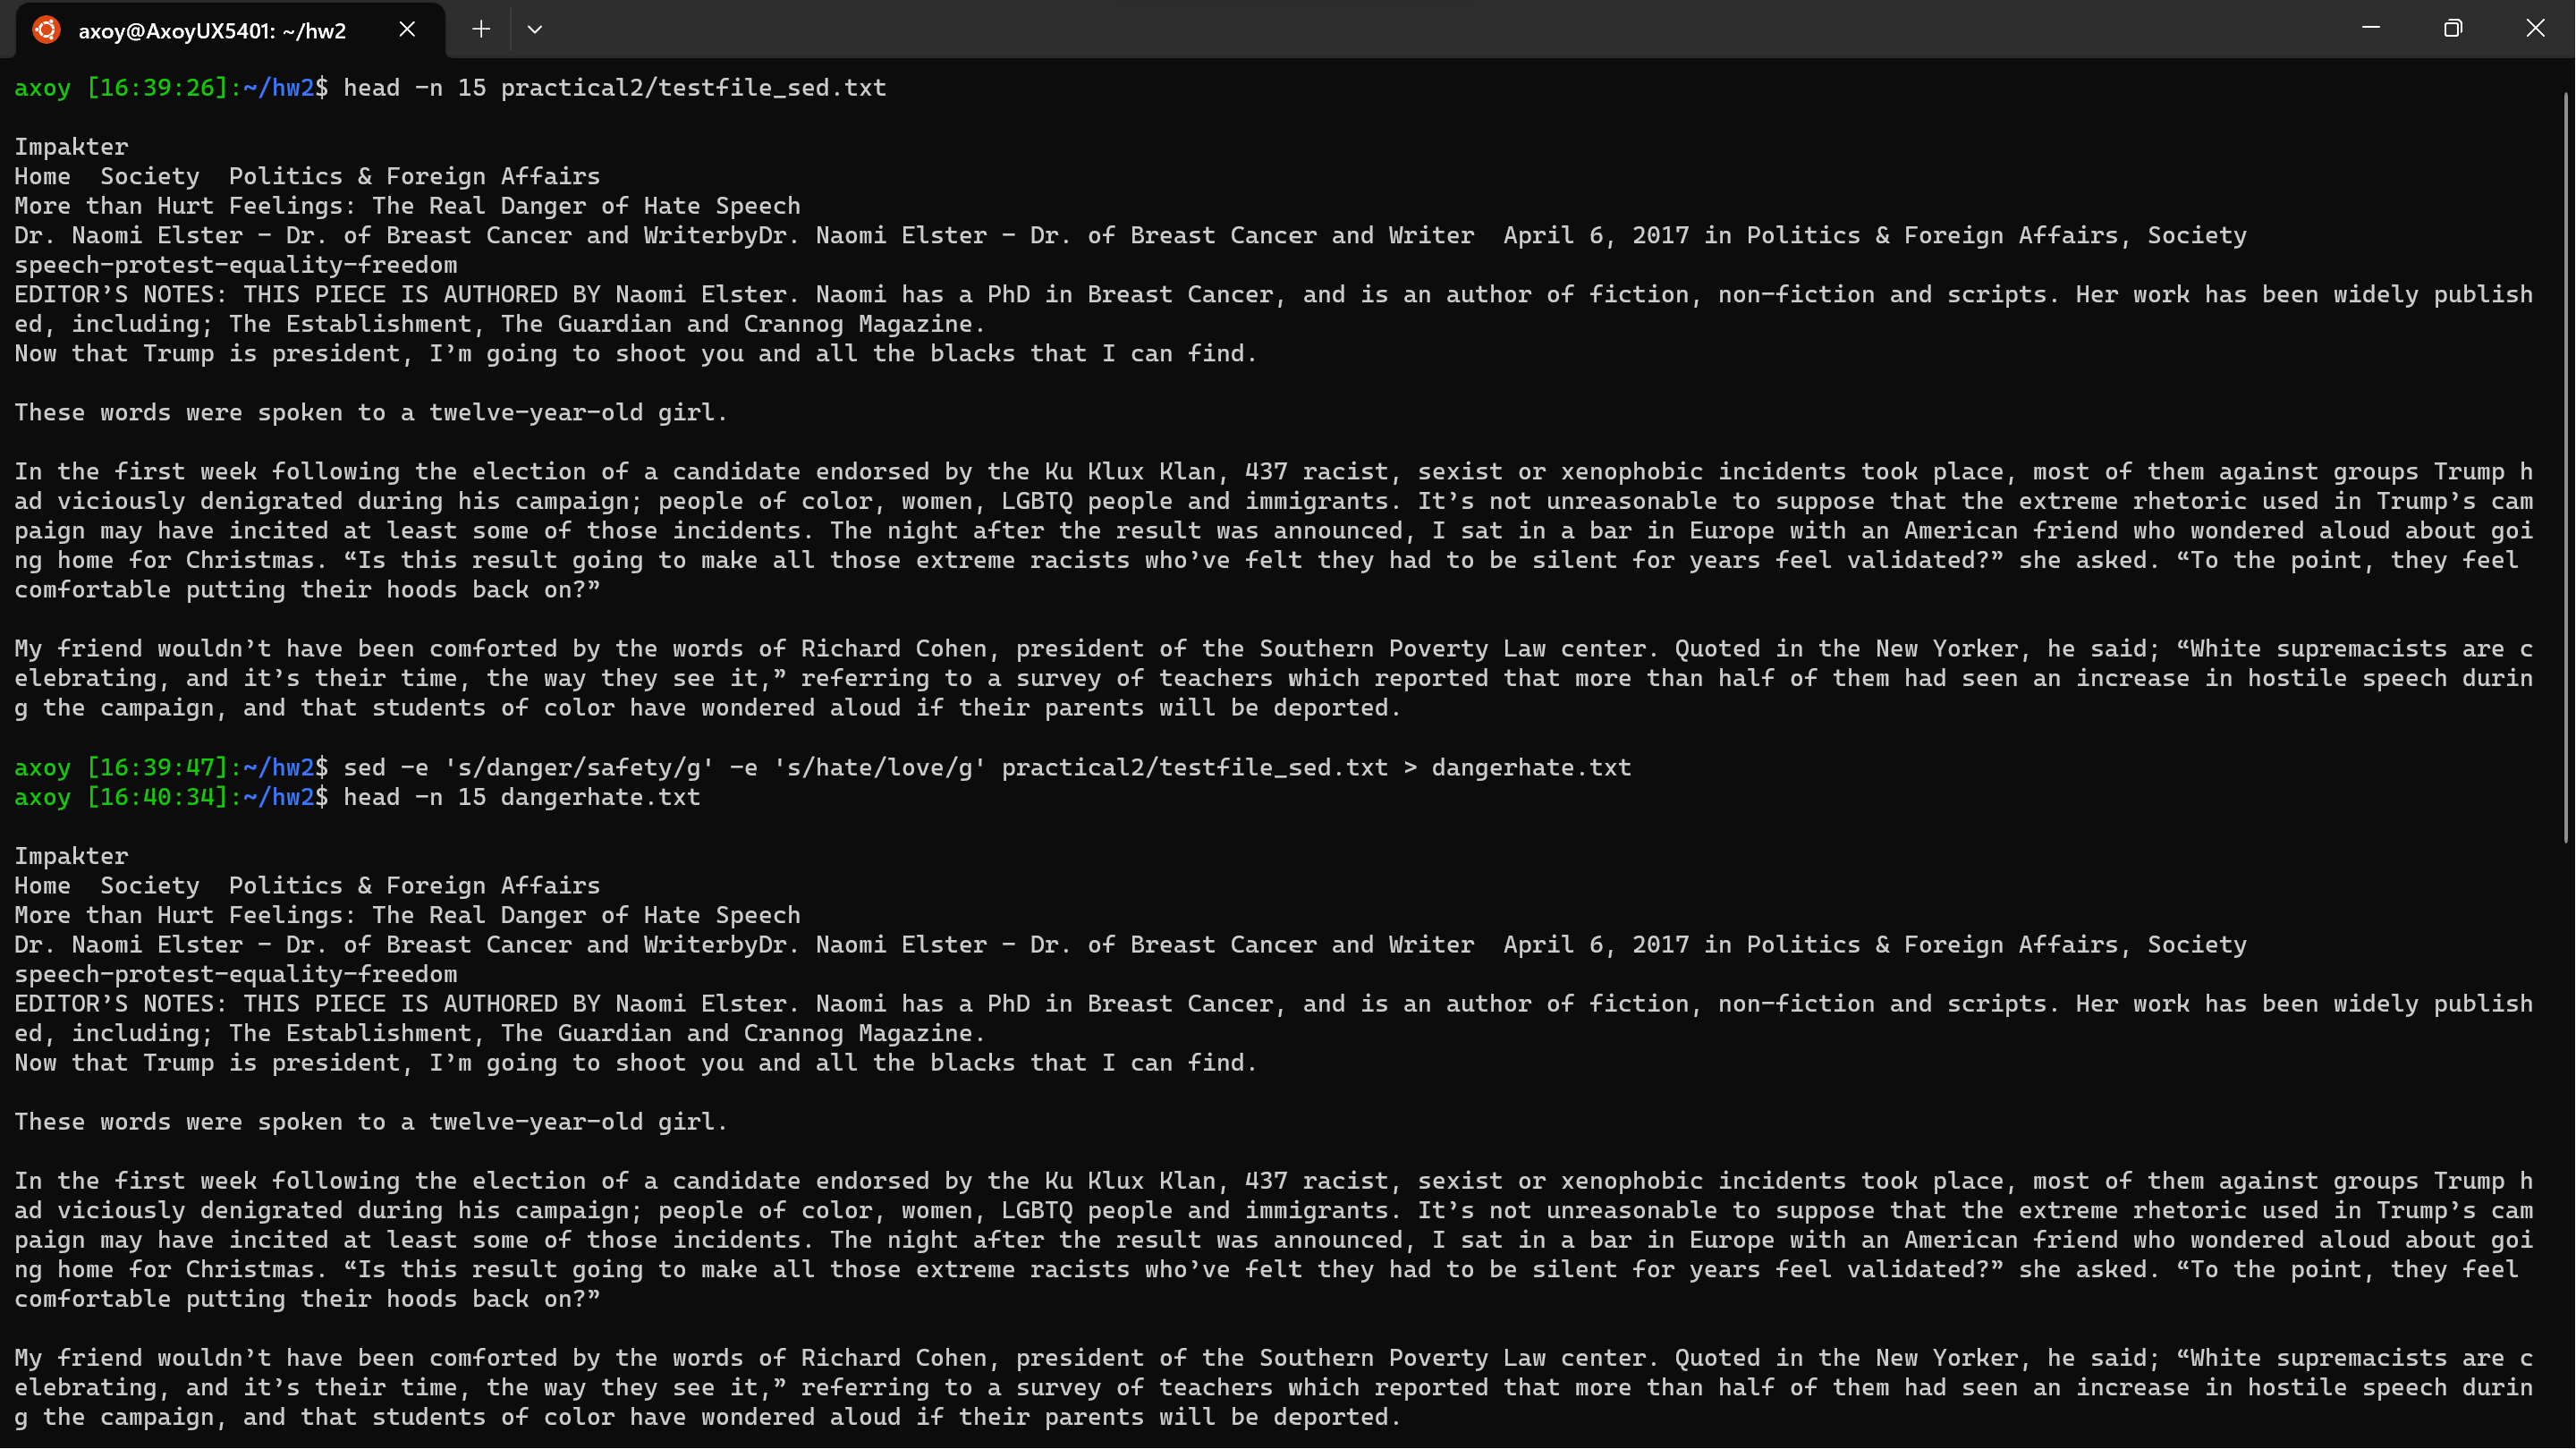 axoy@AxoyUX5401: ~/hw2
axoy [16:39:26]:~/hw2$ head -n 15 practical2/testfile_sed.txt
Impakter
Home  Society  Politics & Foreign Affairs
More than Hurt Feelings: The Real Danger of Hate Speech
Dr. Naomi Elster – Dr. of Breast Cancer and WriterbyDr. Naomi Elster – Dr. of Breast Cancer and Writer  April 6, 2017 in Politics & Foreign Affairs, Society
speech-protest-equality-freedom
EDITOR’S NOTES: THIS PIECE IS AUTHORED BY Naomi Elster. Naomi has a PhD in Breast Cancer, and is an author of fiction, non-fiction and scripts. Her work has been widely publish
ed, including; The Establishment, The Guardian and Crannog Magazine.
Now that Trump is president, I’m going to shoot you and all the blacks that I can find.
These words were spoken to a twelve-year-old girl.
In the first week following the election of a candidate endorsed by the Ku Klux Klan, 437 racist, sexist or xenophobic incidents took place, most of them against groups Trump h
ad viciously denigrated during his campaign; people of color, women, LGBTQ people and immigrants. It’s not unreasonable to suppose that the extreme rhetoric used in Trump’s cam
paign may have incited at least some of those incidents. The night after the result was announced, I sat in a bar in Europe with an American friend who wondered aloud about goi
ng home for Christmas. “Is this result going to make all those extreme racists who’ve felt they had to be silent for years feel validated?” she asked. “To the point, they feel
comfortable putting their hoods back on?”
My friend wouldn’t have been comforted by the words of Richard Cohen, president of the Southern Poverty Law center. Quoted in the New Yorker, he said; “White supremacists are c
elebrating, and it’s their time, the way they see it,” referring to a survey of teachers which reported that more than half of them had seen an increase in hostile speech durin
g the campaign, and that students of color have wondered aloud if their parents will be deported.
axoy [16:39:47]:~/hw2$ sed -e 's/danger/safety/g' -e 's/hate/love/g' practical2/testfile_sed.txt > dangerhate.txt
axoy [16:40:34]:~/hw2$ head -n 15 dangerhate.txt
Impakter
Home  Society  Politics & Foreign Affairs
More than Hurt Feelings: The Real Danger of Hate Speech
Dr. Naomi Elster – Dr. of Breast Cancer and WriterbyDr. Naomi Elster – Dr. of Breast Cancer and Writer  April 6, 2017 in Politics & Foreign Affairs, Society
speech-protest-equality-freedom
EDITOR’S NOTES: THIS PIECE IS AUTHORED BY Naomi Elster. Naomi has a PhD in Breast Cancer, and is an author of fiction, non-fiction and scripts. Her work has been widely publish
ed, including; The Establishment, The Guardian and Crannog Magazine.
Now that Trump is president, I’m going to shoot you and all the blacks that I can find.
These words were spoken to a twelve-year-old girl.
In the first week following the election of a candidate endorsed by the Ku Klux Klan, 437 racist, sexist or xenophobic incidents took place, most of them against groups Trump h
ad viciously denigrated during his campaign; people of color, women, LGBTQ people and immigrants. It’s not unreasonable to suppose that the extreme rhetoric used in Trump’s cam
paign may have incited at least some of those incidents. The night after the result was announced, I sat in a bar in Europe with an American friend who wondered aloud about goi
ng home for Christmas. “Is this result going to make all those extreme racists who’ve felt they had to be silent for years feel validated?” she asked. “To the point, they feel
comfortable putting their hoods back on?”
My friend wouldn’t have been comforted by the words of Richard Cohen, president of the Southern Poverty Law center. Quoted in the New Yorker, he said; “White supremacists are c
elebrating, and it’s their time, the way they see it,” referring to a survey of teachers which reported that more than half of them had seen an increase in hostile speech durin
g the campaign, and that students of color have wondered aloud if their parents will be deported.